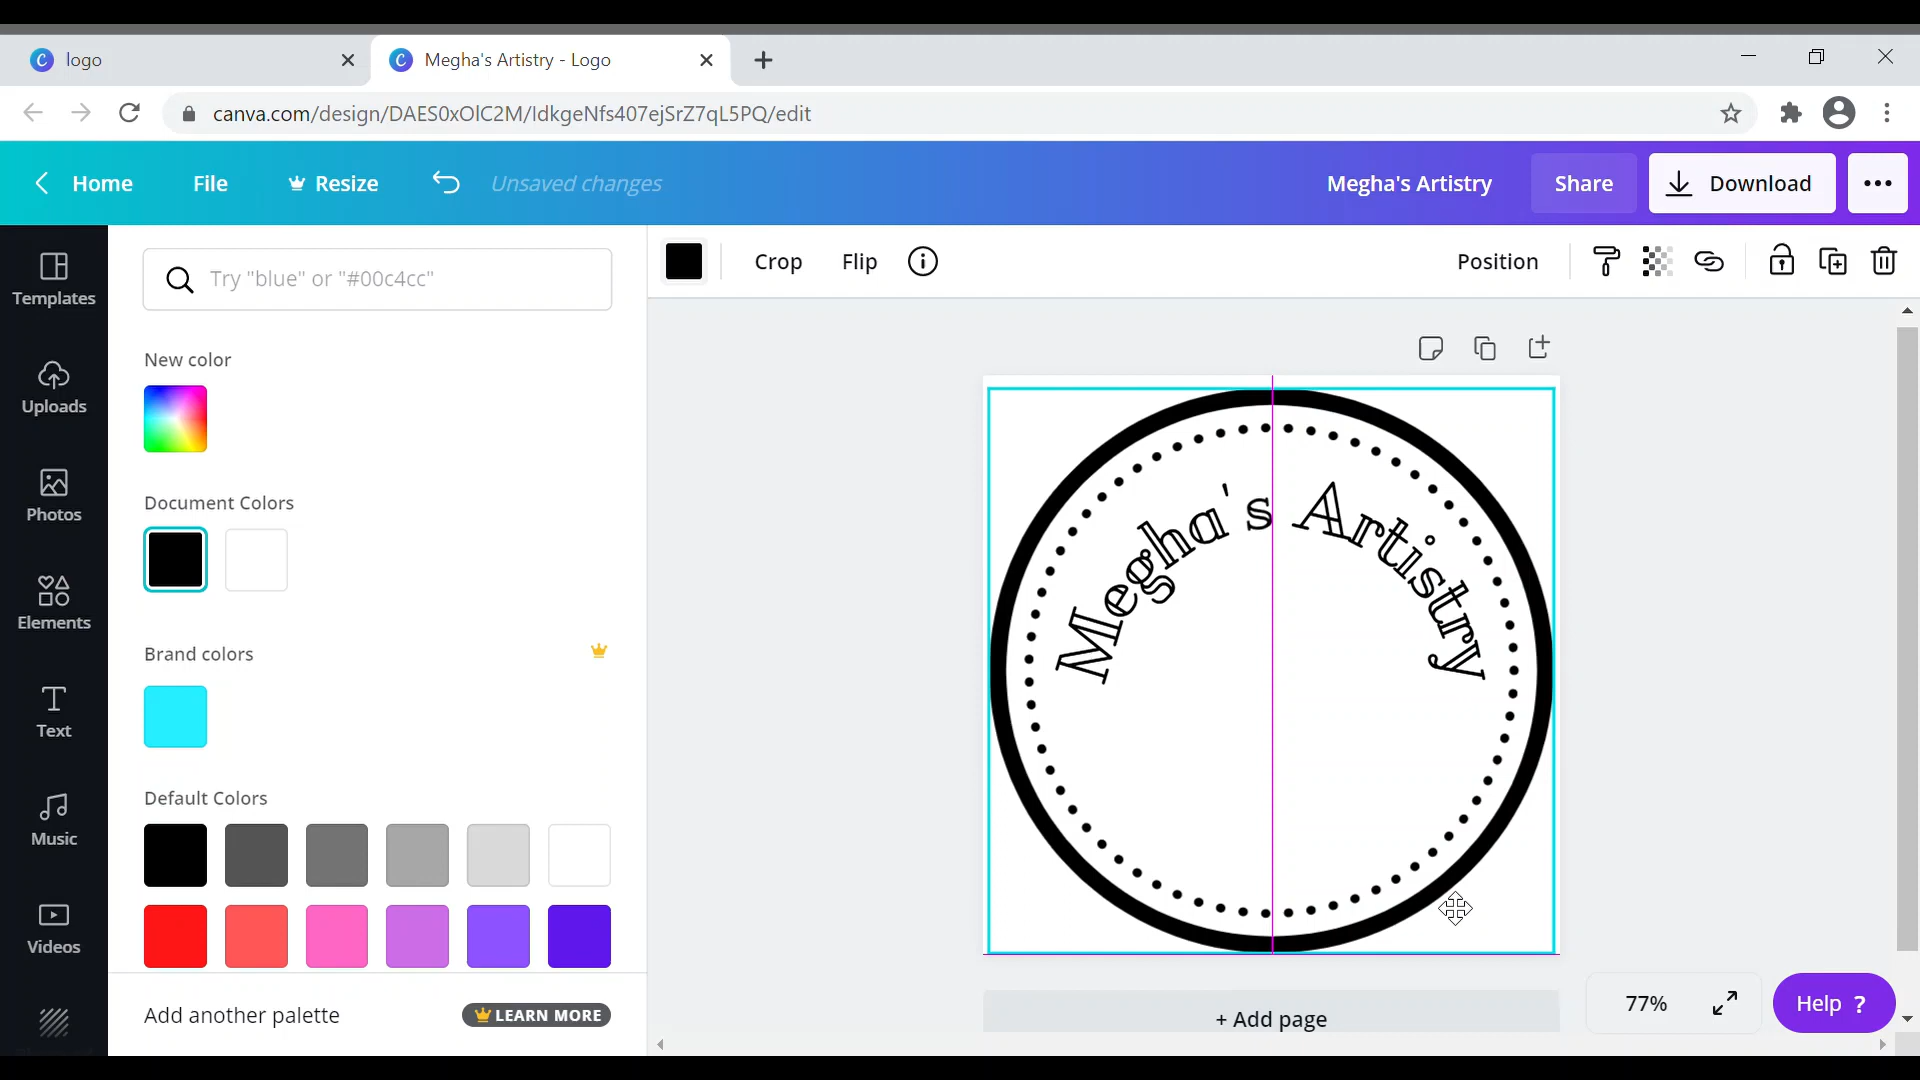 logo
Megha's Artistry - Logo
canva.com/design/DAES0xOlC2M/ldkgeNfs407ejSrZ7qL5PQ/edit
Home
File
Resize
Unsaved changes
Megha's Artistry
Share
Download
Templates
Uploads
Photos
Elements
Text
Music
Videos
Try "blue" or "#00c4cc"
New color
Document Colors
Brand colors
Default Colors
Add another palette
LEARN MORE
Crop
Flip
Position
Megha's Artistry
+ Add page
77%
Help ?